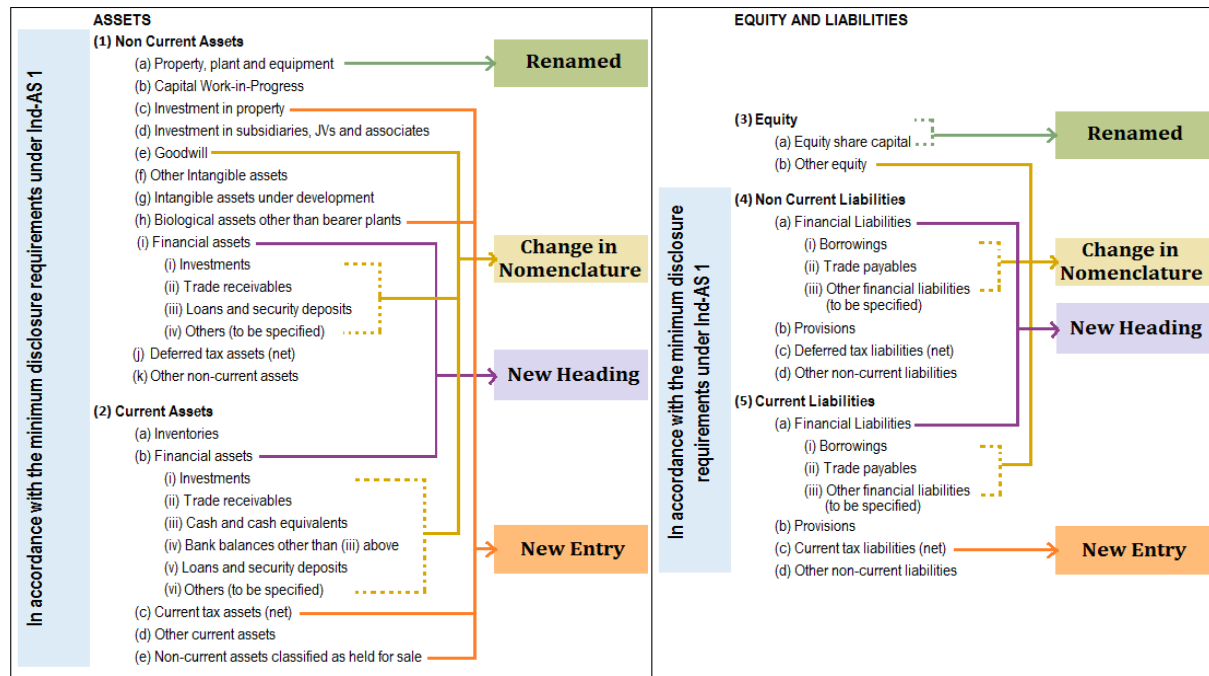 In accordance with the minimum disclosure requirements under Ind-AS 1
ASSETS
(1) Non Current Assets
(a) Property, plant and equipment
(b) Capital Work-in-Progress
(c) Investment in property
(d) Investment in subsidiaries, JVs and associates
(e) Goodwill
(f) Other Intangible assets
(g) Intangible assets under development
(h) Biological assets other than bearer plants
(i) Financial assets
(i) Investments
(ii) Trade receivables
(iii) Loans and security deposits
(iv) Others (to be specified)
(j) Deferred tax assets (net)
(k) Other non-current assets
(2) Current Assets
(a) Inventories
(b) Financial assets
(i) Investments
(ii) Trade receivables
(iii) Cash and cash equivalents
(iv) Bank balances other than (iii) above
(v) Loans and security deposits
(vi) Others (to be specified)
(c) Current tax assets (net)
(d) Other current assets
(e) Non-current assets classified as held for sale
Renamed
Change in
Nomenclature
New Heading
New Entry
EQUITY AND LIABILITIES
In accordance with the minimum disclosure
requirements under Ind-AS 1
(3) Equity
(a) Equity share capital
(b) Other equity
(4) Non Current Liabilities
(a) Financial Liabilities
(i) Borrowings
(ii) Trade payables
(iii) Other financial liabilities
(to be specified)
(b) Provisions
(c) Deferred tax liabilities (net)
(d) Other non-current liabilities
(5) Current Liabilities
(a) Financial Liabilities
(i) Borrowings
(ii) Trade payables
(iii) Other financial liabilities
(to be specified)
(b) Provisions
(c) Current tax liabilities (net)
(d) Other non-current liabilities
Renamed
Change in
Nomenclature
New Heading
New Entry